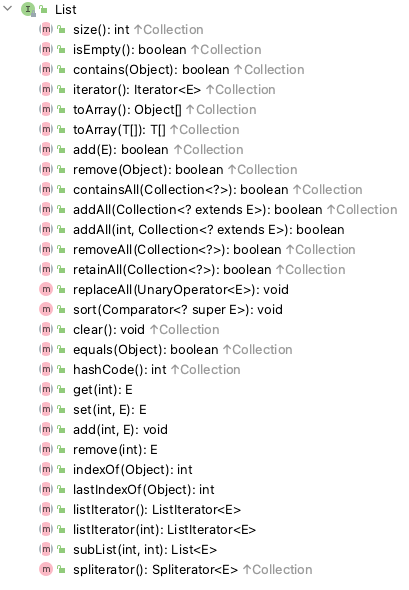 List
size(): int ↑Collection
isEmpty(): boolean ↑Collection
contains(Object): boolean ↑Collection
iterator(): Iterator<E> ↑Collection
toArray(): Object[] ↑Collection
toArray(T[]): T[] ↑Collection
add(E): boolean ↑Collection
remove(Object): boolean ↑Collection
containsAll(Collection<?>): boolean ↑Collection
addAll(Collection<? extends E>): boolean ↑Collection
addAll(int, Collection<? extends E>): boolean
removeAll(Collection<?>): boolean ↑Collection
retainAll(Collection<?>): boolean ↑Collection
replaceAll(UnaryOperator<E>): void
sort(Comparator<? super E>): void
clear(): void ↑Collection
equals(Object): boolean ↑Collection
hashCode(): int ↑Collection
get(int): E
set(int, E): E
add(int, E): void
remove(int): E
indexOf(Object): int
lastIndexOf(Object): int
listIterator(): ListIterator<E>
listIterator(int): ListIterator<E>
subList(int, int): List<E>
spliterator(): Spliterator<E> ↑Collection